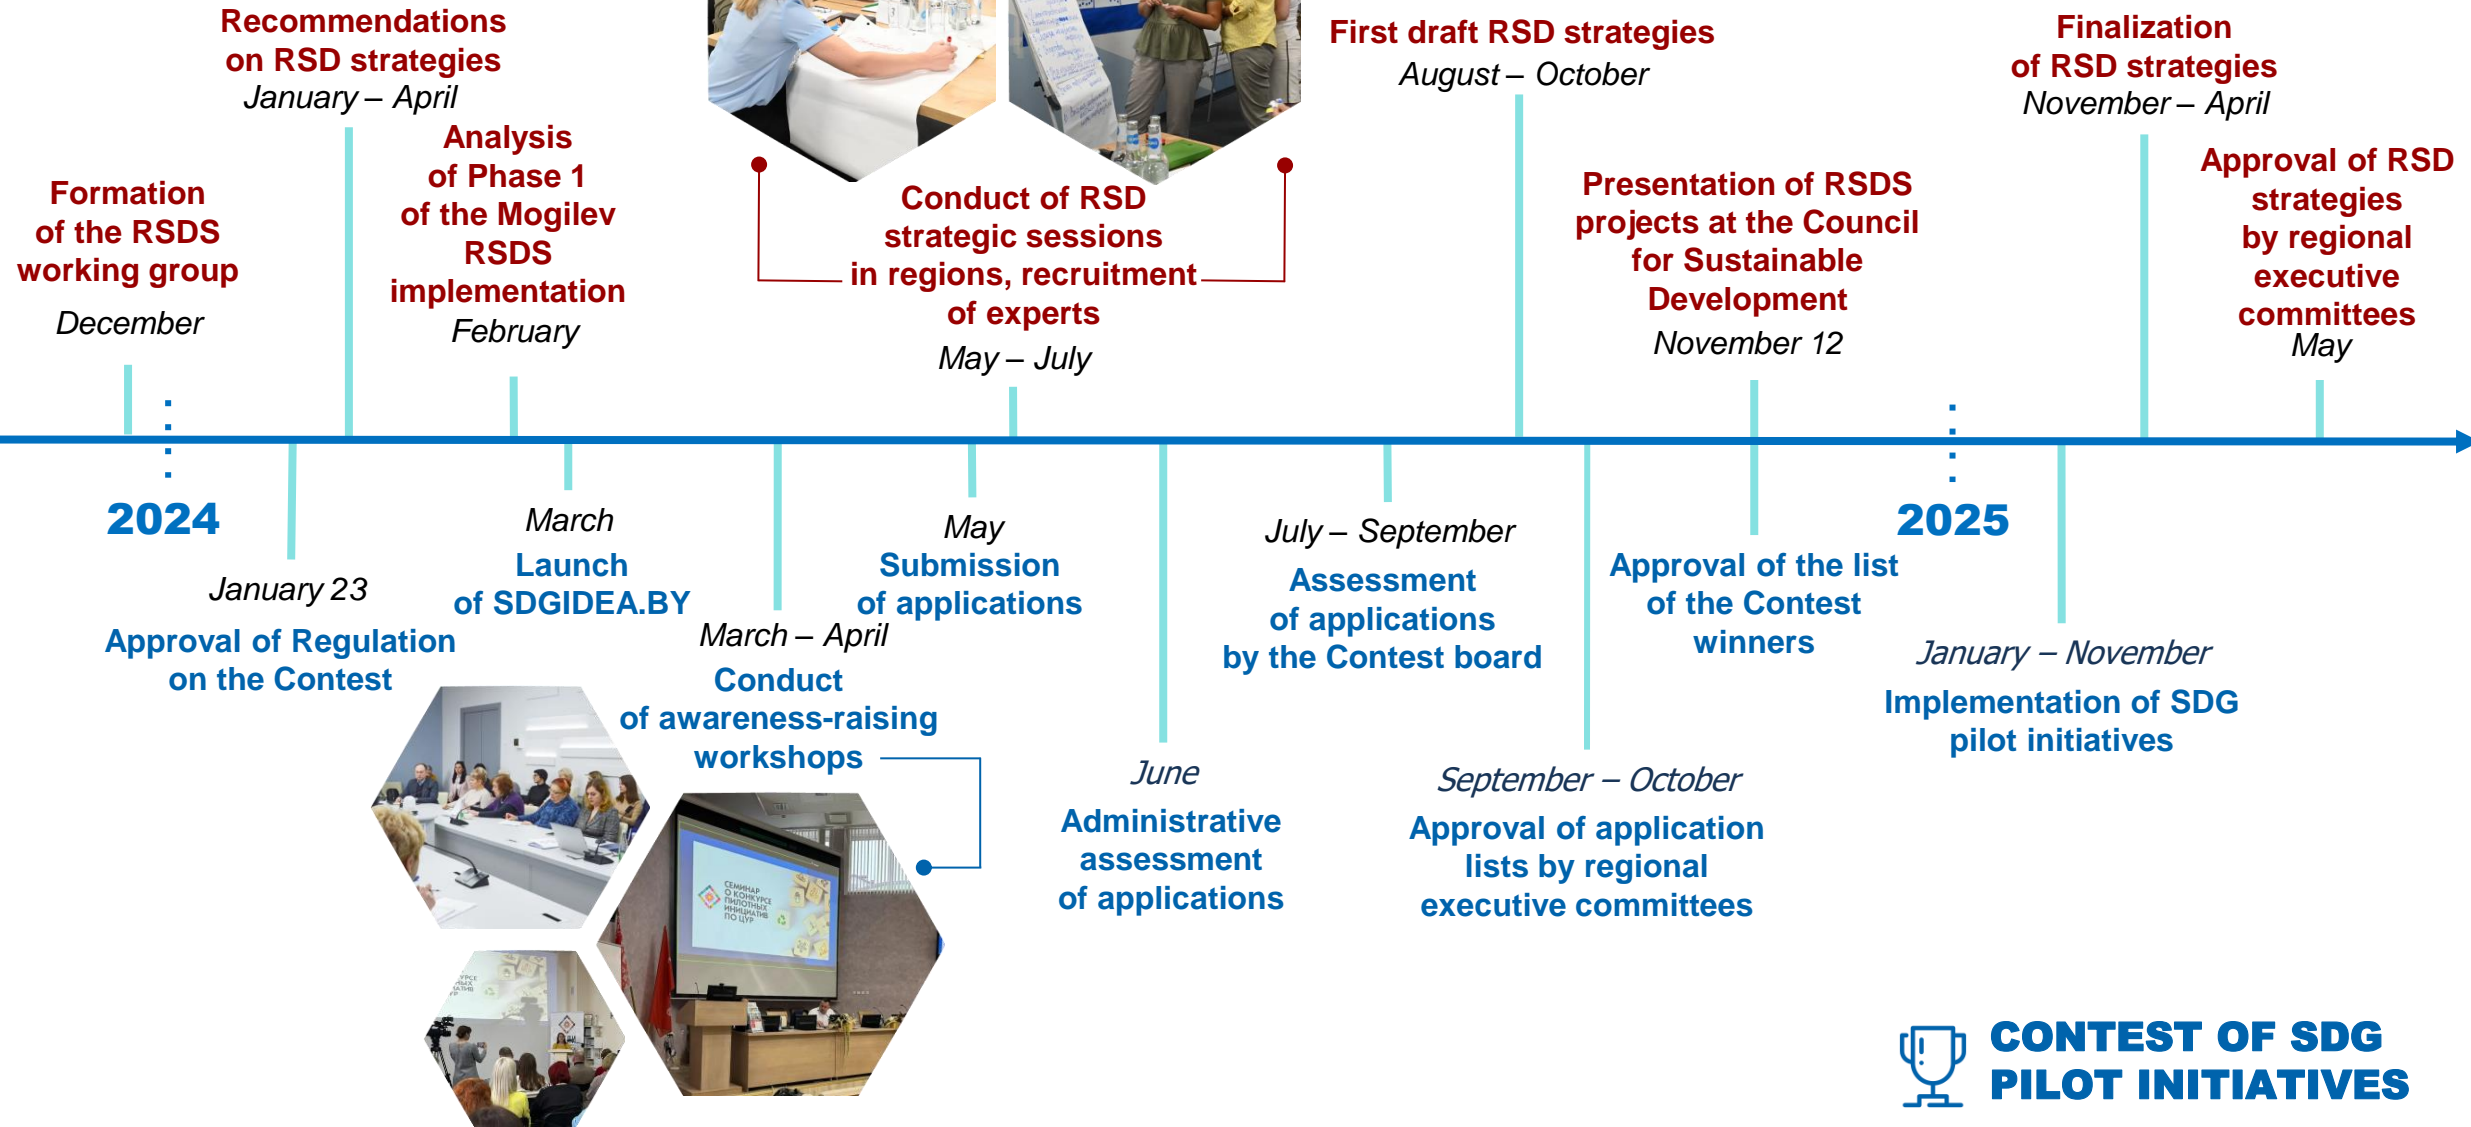 Recommendations
on RSD strategies
January – April
Formation
of the RSDS
working group
December
Analysis
of Phase 1
of the Mogilev
RSDS
implementation
February
Conduct of RSD
strategic sessions
in regions, recruitment
of experts
May – July
First draft RSD strategies
August – October
Presentation of RSDS
projects at the Council
for Sustainable
Development
November 12
Finalization
of RSD strategies
November – April
Approval of RSD
strategies
by regional
executive
committees
May
2024
January 23
Approval of Regulation
on the Contest
March
Launch
of SDGIDEA.BY
March – April
Conduct
of awareness-raising
workshops
May
Submission
of applications
June
Administrative
assessment
of applications
July – September
Assessment
of applications
by the Contest board
September – October
Approval of application
lists by regional
executive committees
Approval of the list
of the Contest
winners
2025
January – November
Implementation of SDG
pilot initiatives
СЕМИНАР
О КОНКУРСЕ
ПИЛОТНЫХ
ИНИЦИАТИВ
ПО ЦУР
CONTEST OF SDG
PILOT INITIATIVES